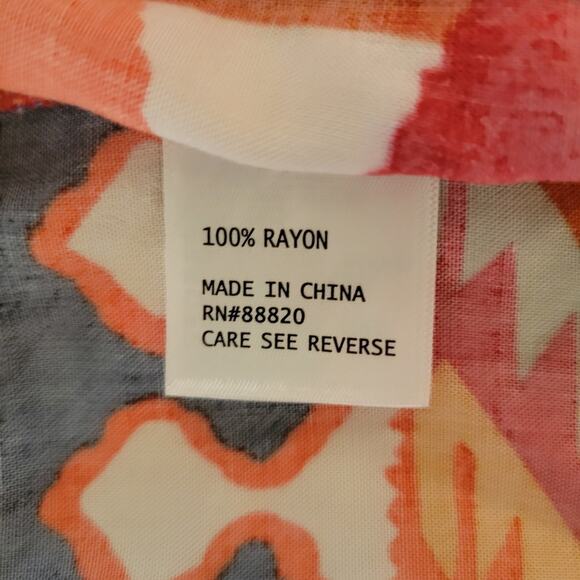 100% RAYON
MADE IN CHINA
RN#88820
CARE SEE REVERSE